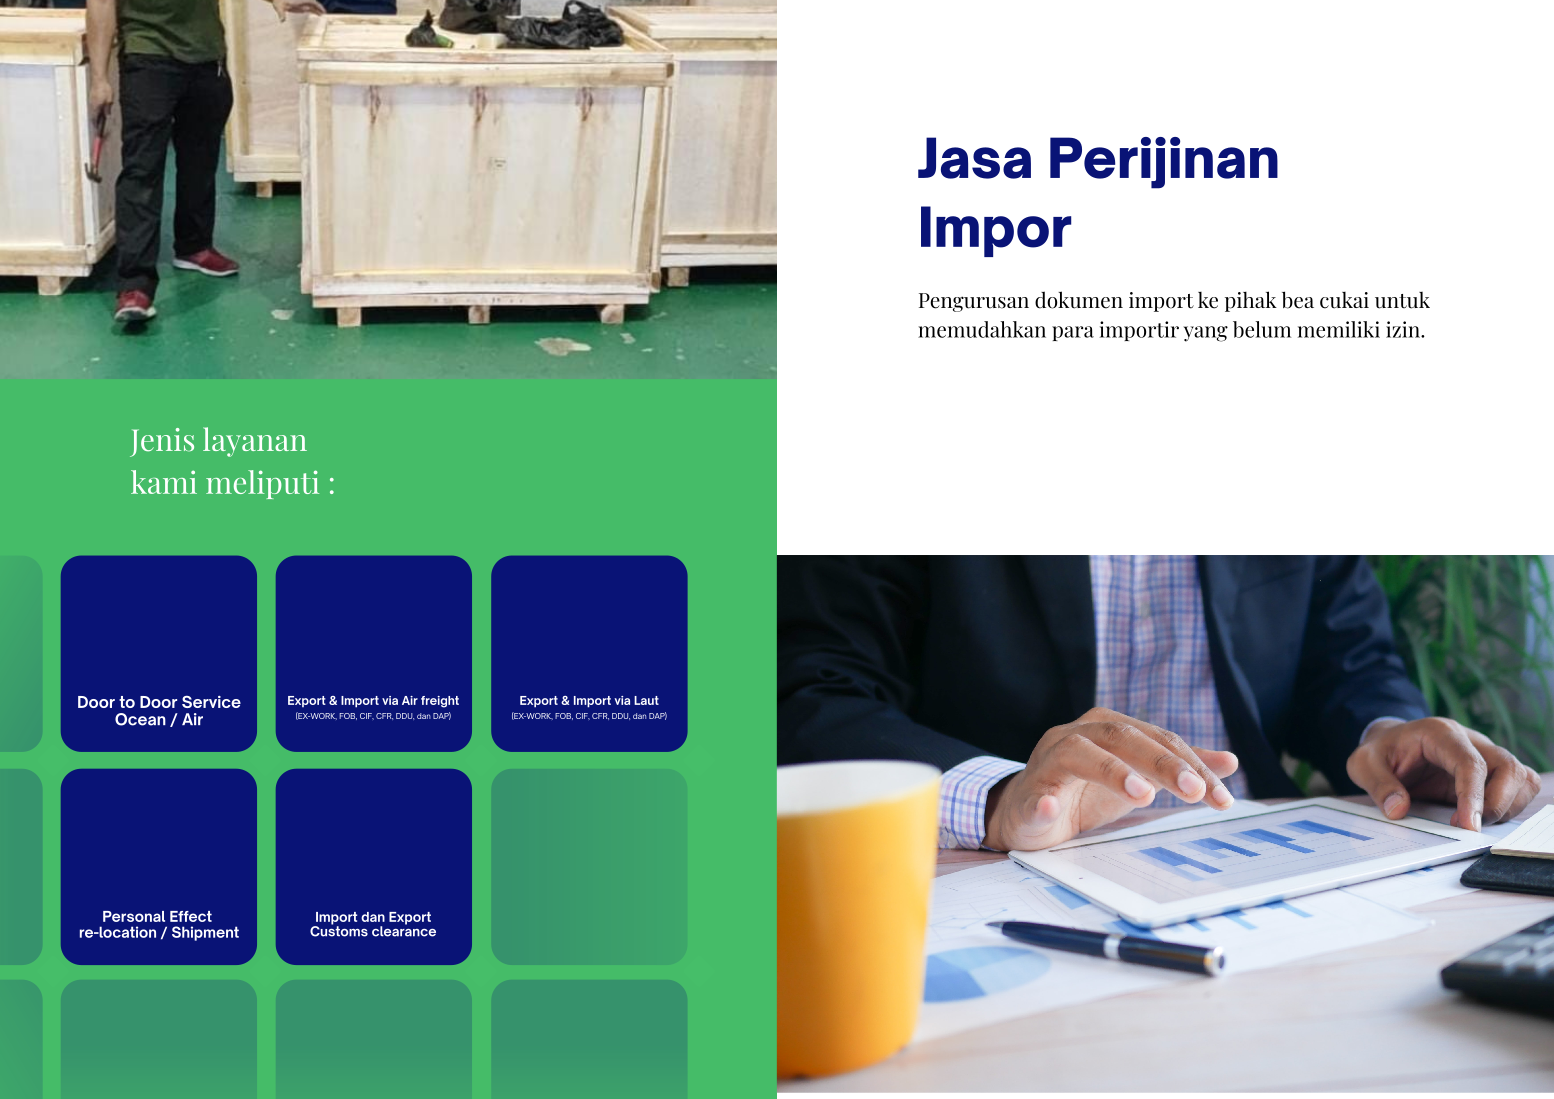 Jenis layanan
kami meliputi :
Door to Door Service
Ocean / Air
Export & Import via Air freight
(EX-WORK, FOB, CIF, CFR, DDU, dan DAP)
Export & Import via Laut
(EX-WORK, FOB, CIF, CFR, DDU, dan DAP)
Personal Effect
re-location / Shipment
Import dan Export
Customs clearance
Jasa Perijinan
Impor
Pengurusan dokumen import ke pihak bea cukai untuk
memudahkan para importir yang belum memiliki izin.